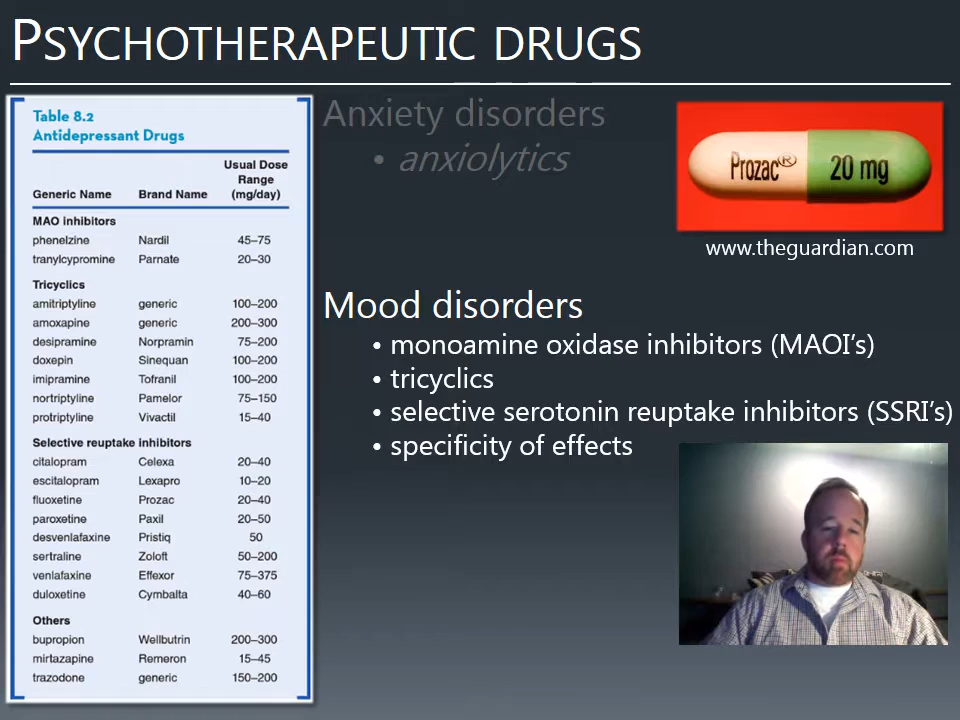 PSYCHOTHERAPEUTIC DRUGS
Table 8.2
Antidepressant Drugs
Generic Name Brand Name Usual Dose Range (mg/day)
MAO inhibitors
phenelzine Nardil 45–75
tranylcypromine Parnate 20–30
Tricyclics
amitriptyline generic 100–200
amoxapine generic 200–300
desipramine Norpramin 75–200
doxepin Sinequan 100–200
imipramine Tofranil 100–200
nortriptyline Pamelor 75–150
protriptyline Vivactil 15–40
Selective reuptake inhibitors
citalopram Celexa 20–40
escitalopram Lexapro 10–20
fluoxetine Prozac 20–40
paroxetine Paxil 20–50
desvenlafaxine Pristiq 50
sertraline Zoloft 50–200
venlafaxine Effexor 75–375
duloxetine Cymbalta 40–60
Others
bupropion Wellbutrin 200–300
mirtazapine Remeron 15–45
trazodone generic 150–200
Anxiety disorders
• anxiolytics
Prozac® 20 mg
www.theguardian.com
Mood disorders
• monoamine oxidase inhibitors (MAOI's)
• tricyclics
• selective serotonin reuptake inhibitors (SSRI's)
• specificity of effects